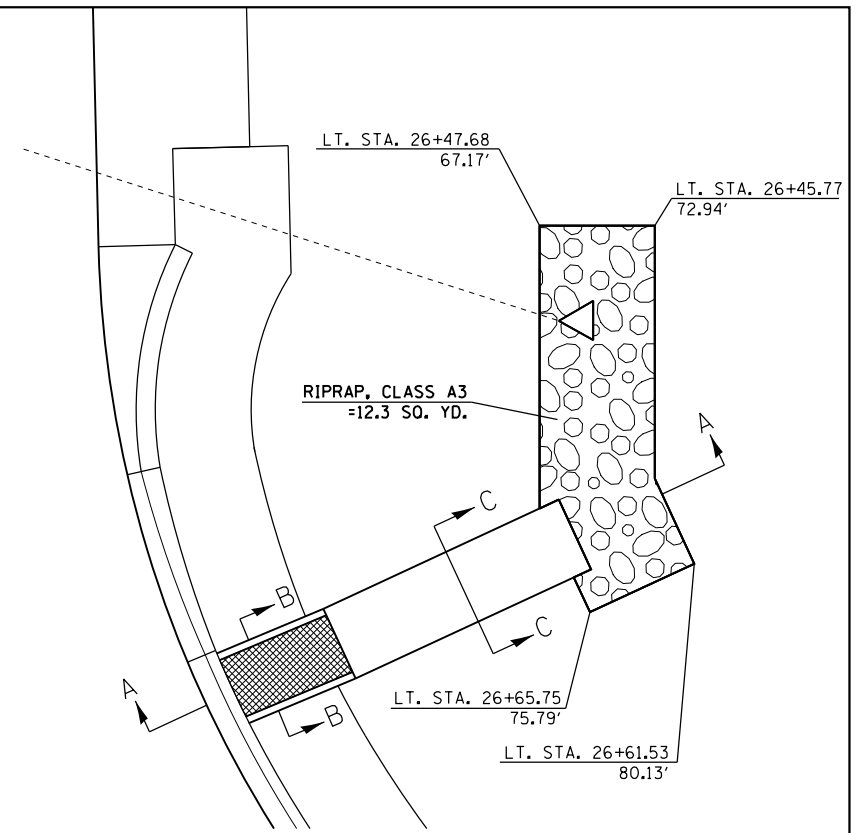 LT. STA. 26+47.68
67.17'
LT. STA. 26+45.77
72.94'
RIPRAP, CLASS A3
=12.3 SQ. YD.
A
C
B
C
A
B
LT. STA. 26+65.75
75.79'
LT. STA. 26+61.53
80.13'